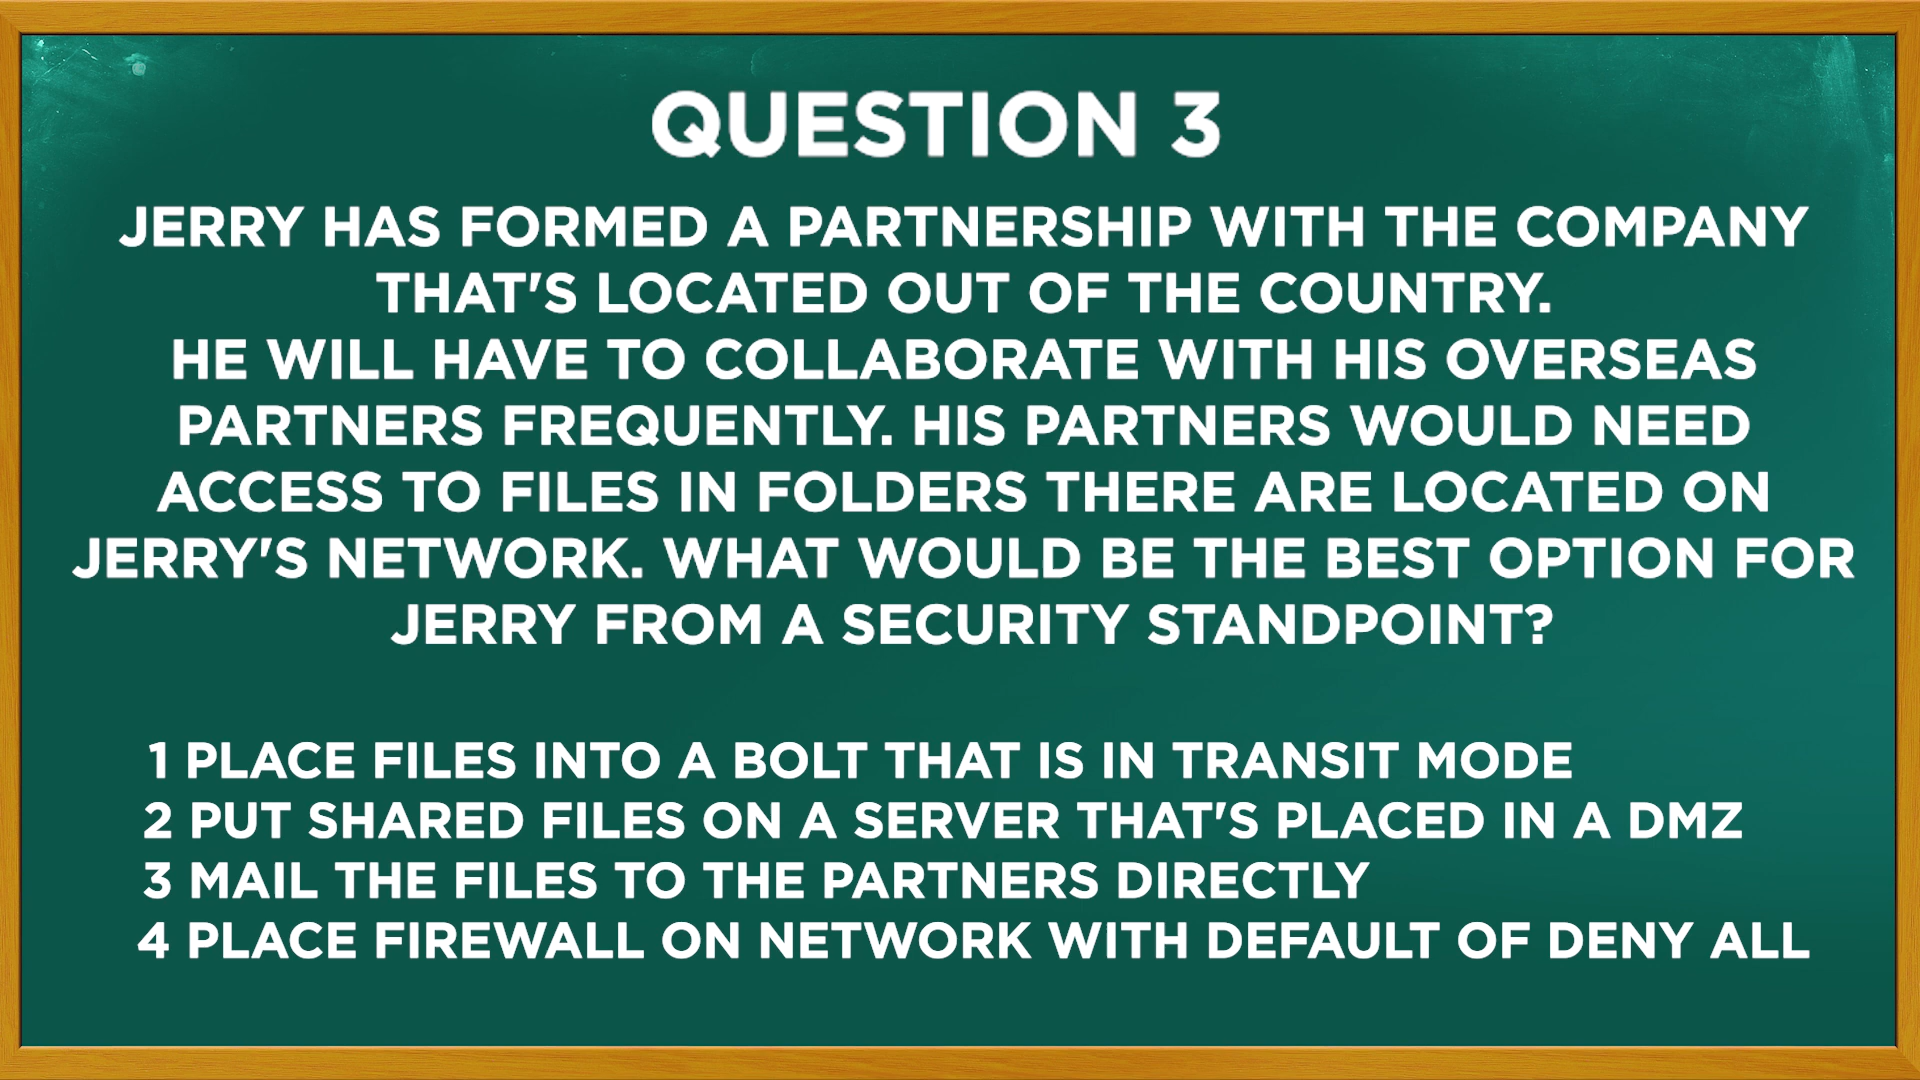 QUESTION 3
JERRY HAS FORMED A PARTNERSHIP WITH THE COMPANY
THAT'S LOCATED OUT OF THE COUNTRY.
HE WILL HAVE TO COLLABORATE WITH HIS OVERSEAS
PARTNERS FREQUENTLY. HIS PARTNERS WOULD NEED
ACCESS TO FILES IN FOLDERS THERE ARE LOCATED ON
JERRY'S NETWORK. WHAT WOULD BE THE BEST OPTION FOR
JERRY FROM A SECURITY STANDPOINT?
1 PLACE FILES INTO A BOLT THAT IS IN TRANSIT MODE
2 PUT SHARED FILES ON A SERVER THAT'S PLACED IN A DMZ
3 MAIL THE FILES TO THE PARTNERS DIRECTLY
4 PLACE FIREWALL ON NETWORK WITH DEFAULT OF DENY ALL